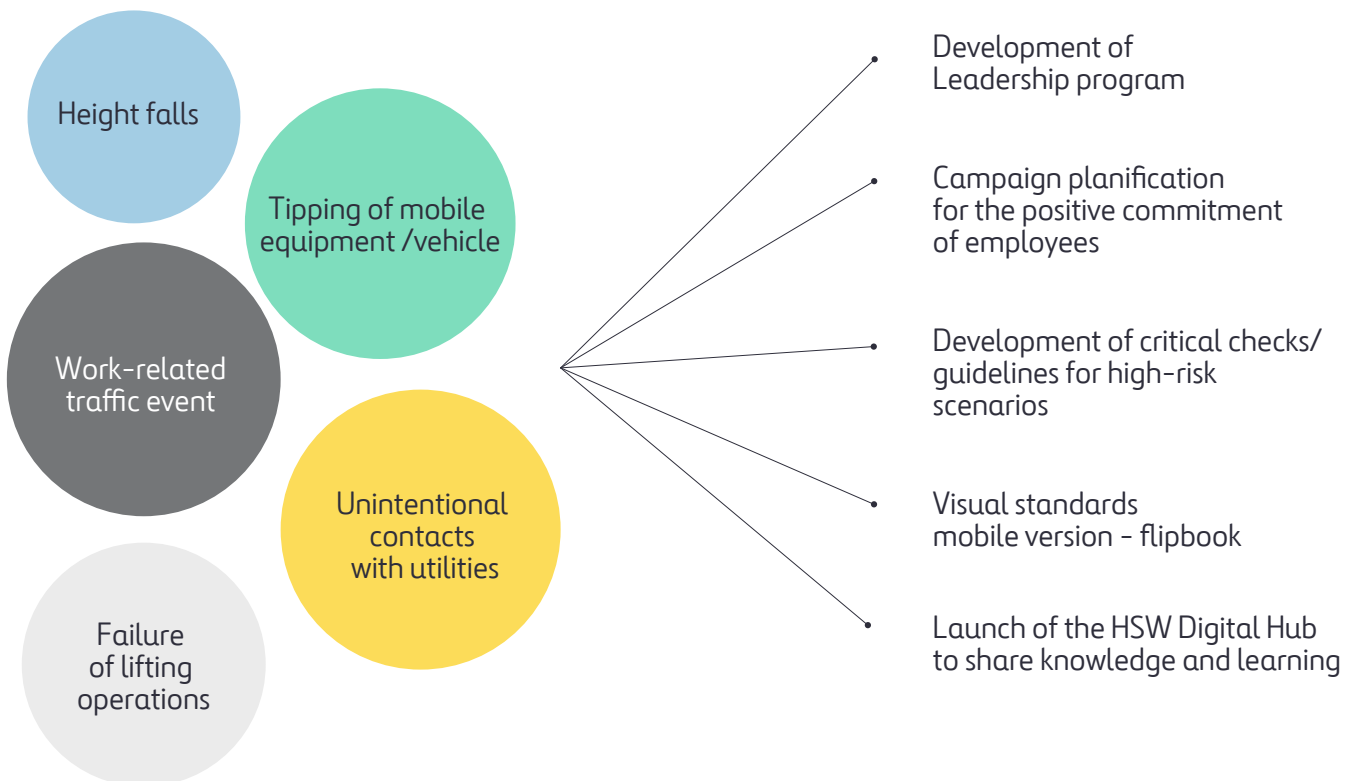 Height falls
Tipping of mobile
equipment /vehicle
Work-related
traffic event
Unintentional
contacts
with utilities
Failure
of lifting
operations
Development of
Leadership program
Campaign planification
for the positive commitment
of employees
Development of critical checks/
guidelines for high-risk
scenarios
Visual standards
mobile version - flipbook
Launch of the HSW Digital Hub
to share knowledge and learning